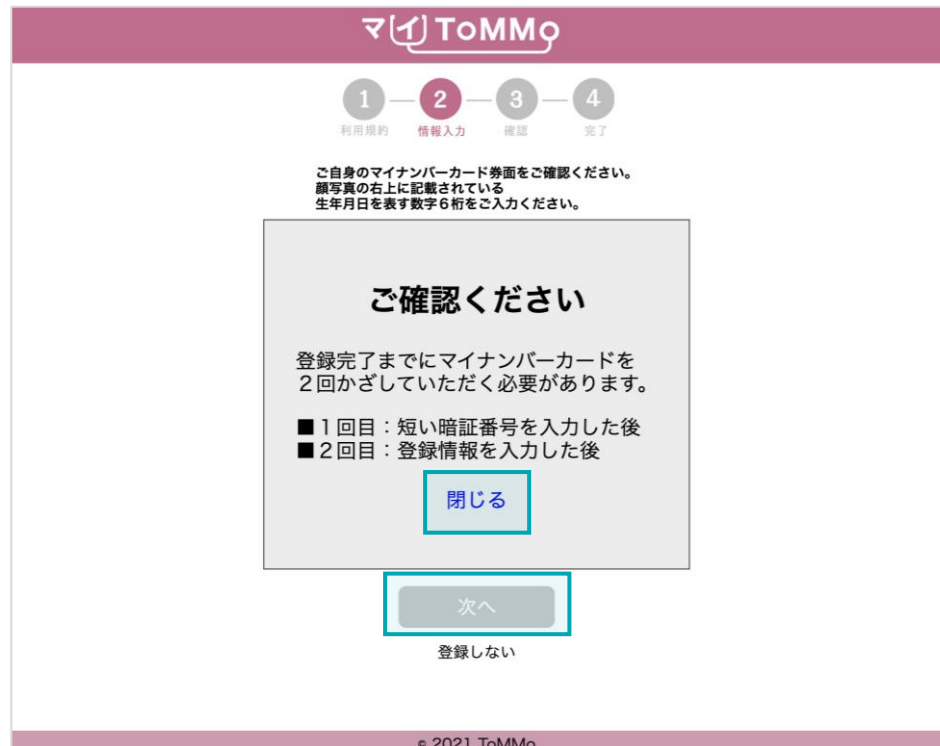 マイ ToMMo
1 2 3 4
利用規約 情報入力 確認 完了
ご自身のマイナンバーカード券面をご確認ください。
顔写真の右上に記載されている
生年月日を表す数字6桁をご入力ください。
ご確認ください
登録完了までにマイナンバーカードを
2回かざしていただく必要があります。
■1回目：短い暗証番号を入力した後
■2回目：登録情報を入力した後
閉じる
次へ
登録しない
© 2021 ToMMo